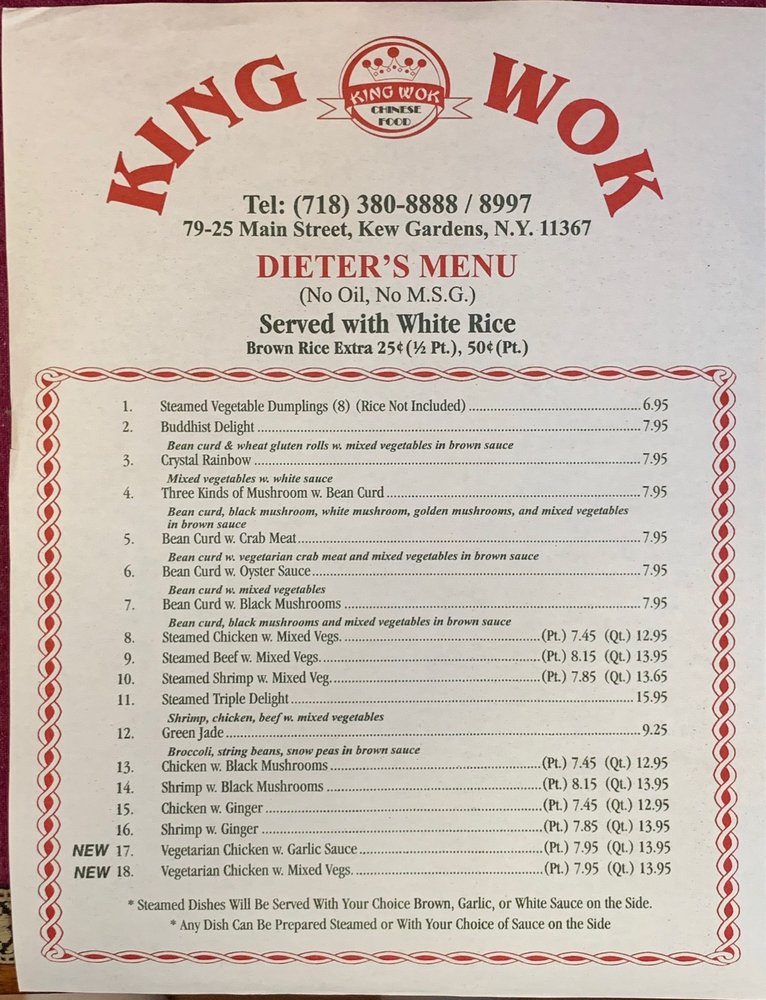 KING WOK
KING WOK
CHINESE
FOOD
Tel: (718) 380-8888 / 8997
79-25 Main Street, Kew Gardens, N.Y. 11367
DIETER'S MENU
(No Oil, No M.S.G.)
Served with White Rice
Brown Rice Extra 25¢ (½ Pt.), 50¢ (Pt.)
1. Steamed Vegetable Dumplings (8) (Rice Not Included) 6.95
2. Buddhist Delight 7.95
Bean curd & wheat gluten rolls w. mixed vegetables in brown sauce
3. Crystal Rainbow 7.95
Mixed vegetables w. white sauce
4. Three Kinds of Mushroom w. Bean Curd 7.95
Bean curd, black mushroom, white mushroom, golden mushrooms, and mixed vegetables
in brown sauce
5. Bean Curd w. Crab Meat 7.95
Bean curd w. vegetarian crab meat and mixed vegetables in brown sauce
6. Bean Curd w. Oyster Sauce 7.95
Bean curd w. mixed vegetables
7. Bean Curd w. Black Mushrooms 7.95
Bean curd, black mushrooms and mixed vegetables in brown sauce
8. Steamed Chicken w. Mixed Vegs. (Pt.) 7.45 (Qt.) 12.95
9. Steamed Beef w. Mixed Vegs. (Pt.) 8.15 (Qt.) 13.95
10. Steamed Shrimp w. Mixed Veg. (Pt.) 7.85 (Qt.) 13.65
11. Steamed Triple Delight 15.95
Shrimp, chicken, beef w. mixed vegetables
12. Green Jade 9.25
Broccoli, string beans, snow peas in brown sauce
13. Chicken w. Black Mushrooms (Pt.) 7.45 (Qt.) 12.95
14. Shrimp w. Black Mushrooms (Pt.) 8.15 (Qt.) 13.95
15. Chicken w. Ginger (Pt.) 7.45 (Qt.) 12.95
16. Shrimp w. Ginger (Pt.) 7.85 (Qt.) 13.95
NEW 17. Vegetarian Chicken w. Garlic Sauce (Pt.) 7.95 (Qt.) 13.95
NEW 18. Vegetarian Chicken w. Mixed Vegs. (Pt.) 7.95 (Qt.) 13.95
* Steamed Dishes Will Be Served With Your Choice Brown, Garlic, or White Sauce on the Side.
* Any Dish Can Be Prepared Steamed or With Your Choice of Sauce on the Side